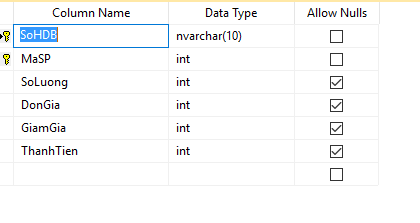 Column Name Data Type Allow Nulls
SoHDB nvarchar(10)
MaSP int
SoLuong int
DonGia int
GiamGia int
ThanhTien int